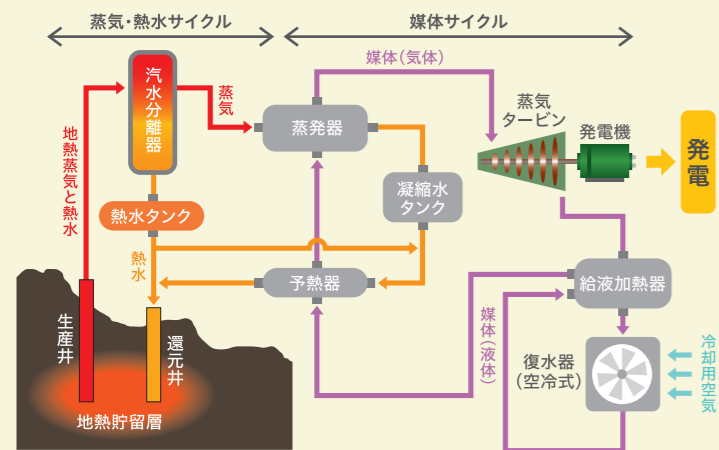 蒸気・熱水サイクル
媒体サイクル
汽水分離器
蒸気
地熱蒸気と熱水
熱水タンク
熱水
生産井
還元井
地熱貯留層
蒸発器
媒体（気体）
凝縮水
タンク
予熱器
蒸気
タービン
発電機
発電
給液加熱器
媒体（液体）
復水器
（空冷式）
冷却用空気